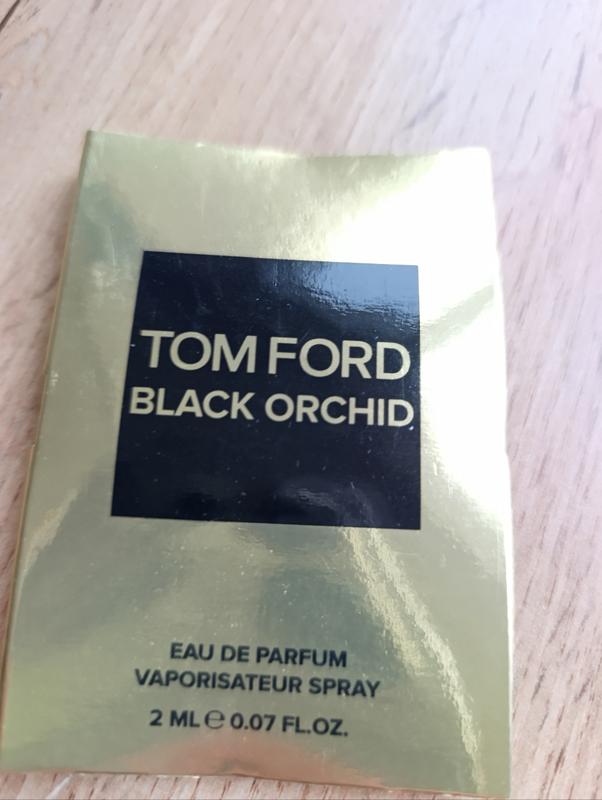 TOM FORD
BLACK ORCHID
EAU DE PARFUM
VAPORISATEUR SPRAY
2 ML ℮ 0.07 FL.OZ.